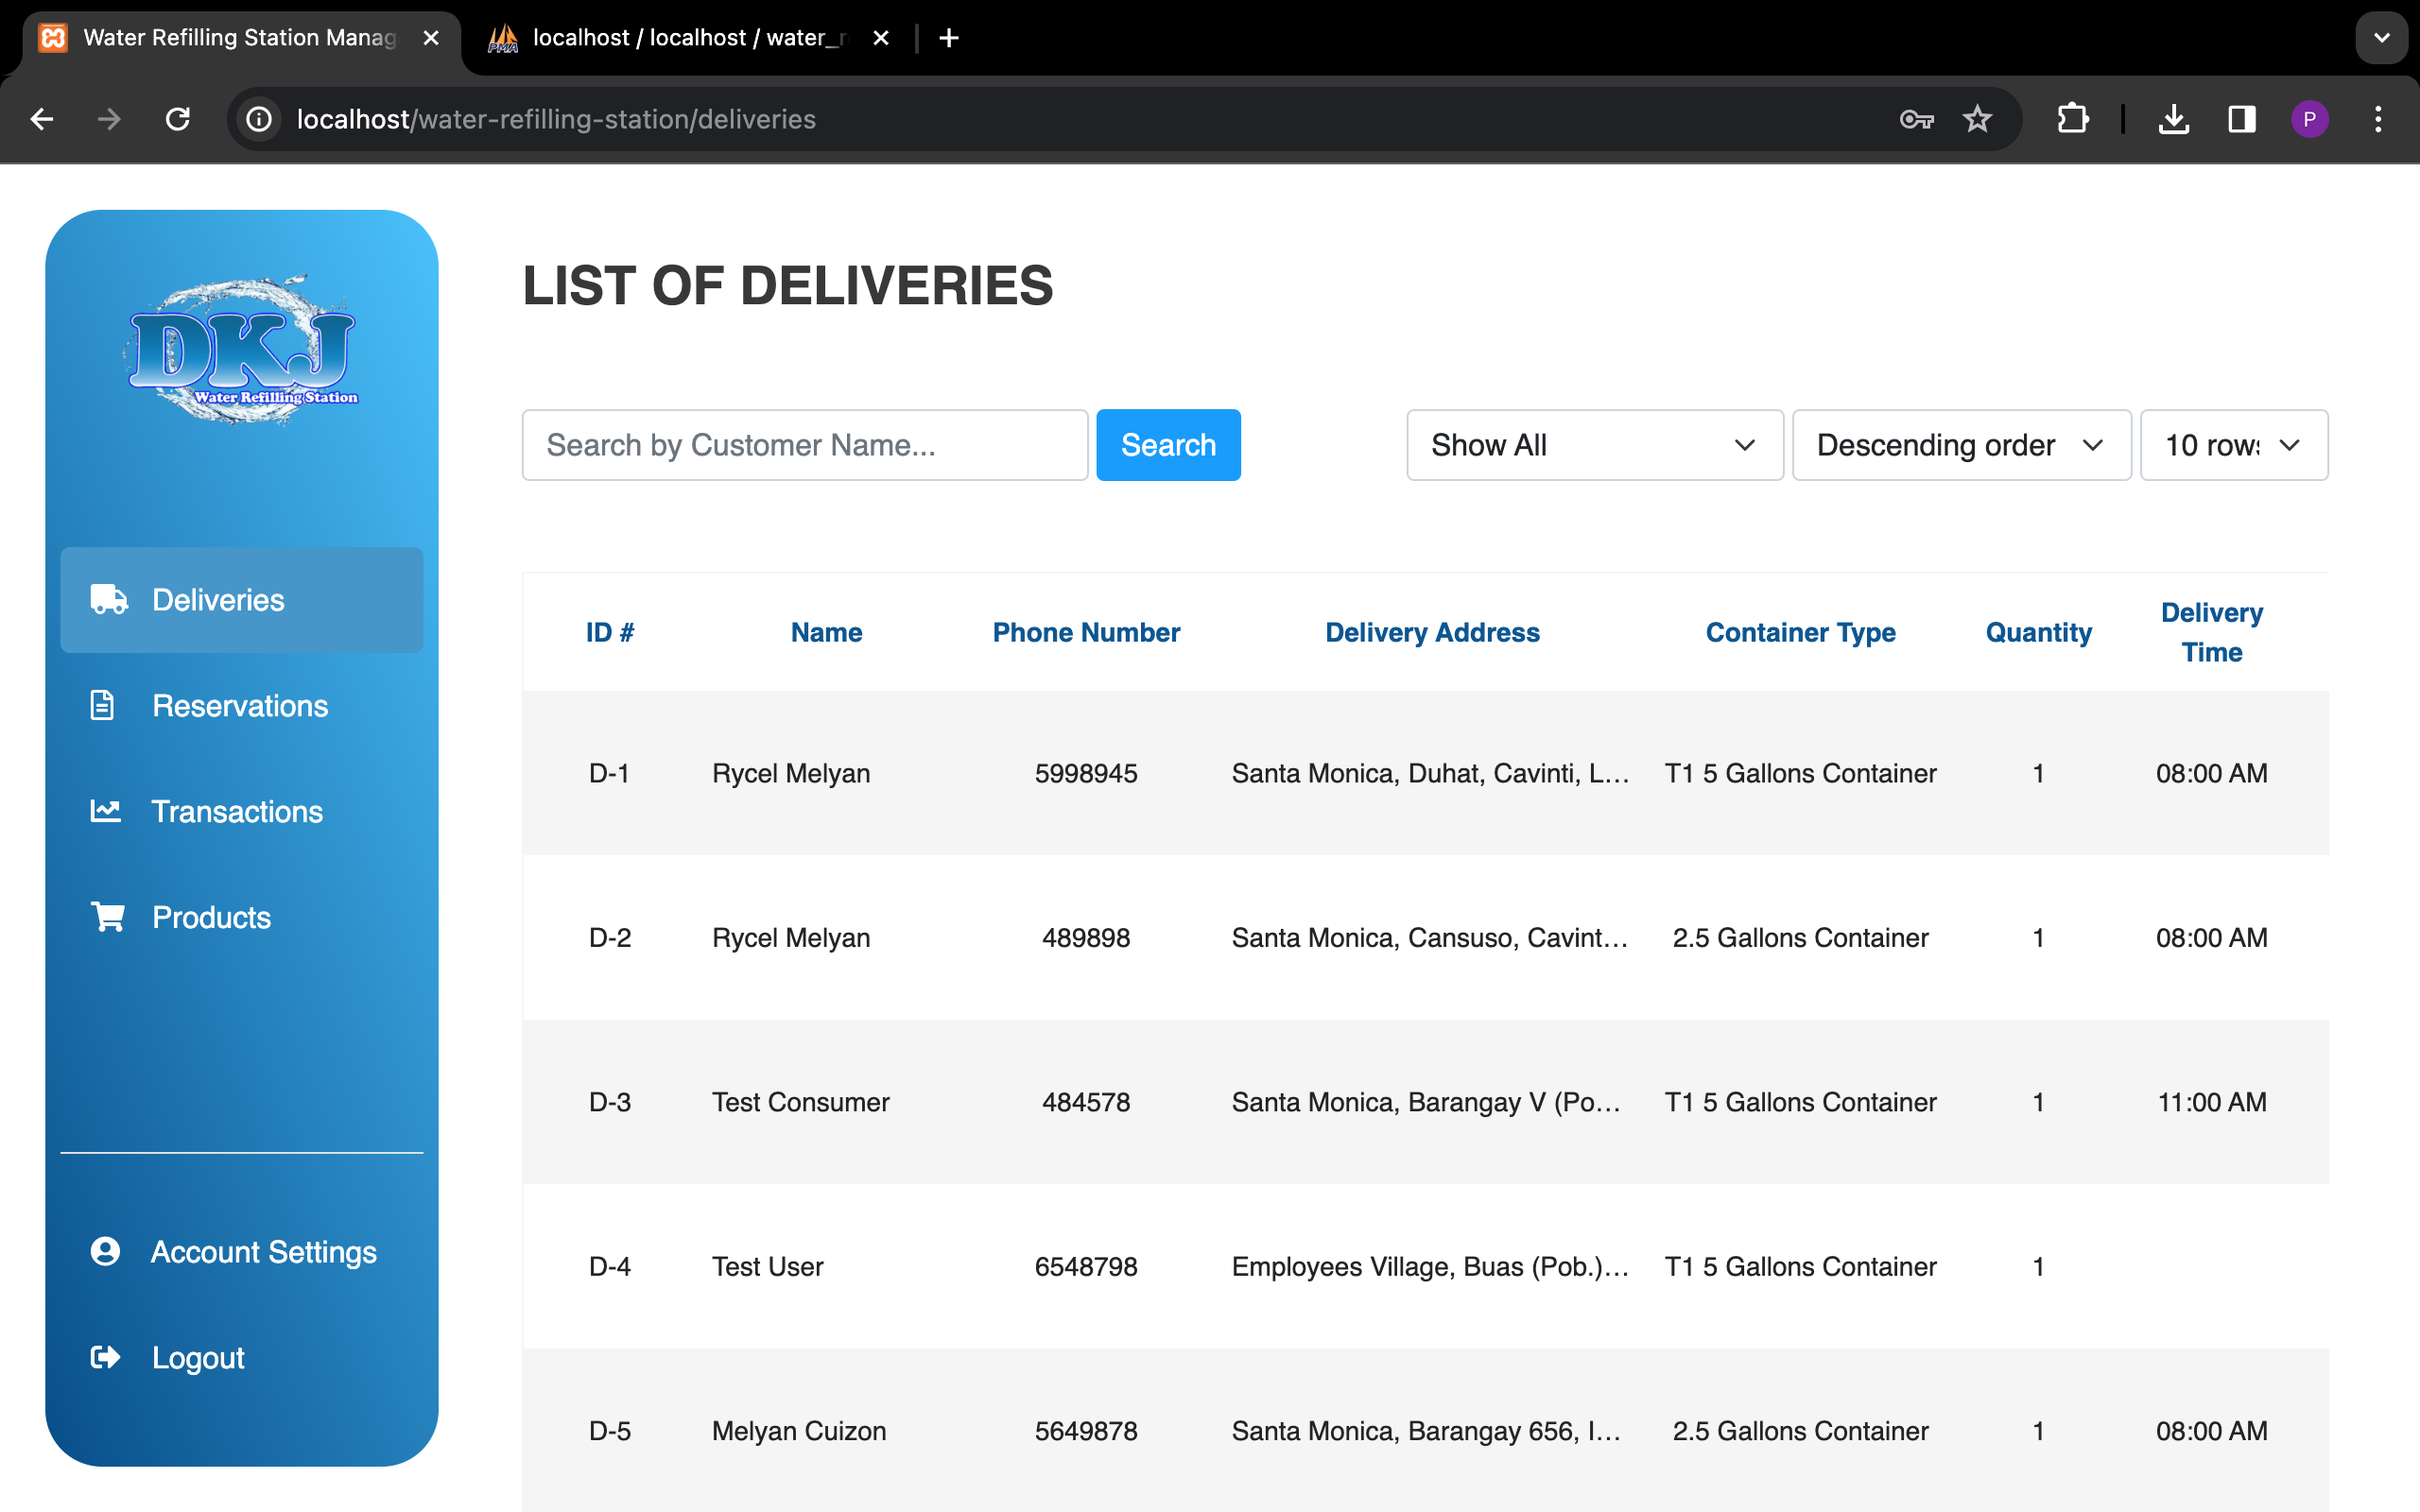 Water Refilling Station Manag
localhost / localhost / water_r
localhost/water-refilling-station/deliveries
P
DKJ
Water Refilling Station
Deliveries
Reservations
Transactions
Products
Account Settings
Logout
LIST OF DELIVERIES
Search by Customer Name... Search Show All Descending order 10 rows
ID # Name Phone Number Delivery Address Container Type Quantity Delivery Time
D-1 Rycel Melyan 5998945 Santa Monica, Duhat, Cavinti, L... T1 5 Gallons Container 1 08:00 AM
D-2 Rycel Melyan 489898 Santa Monica, Cansuso, Cavint... 2.5 Gallons Container 1 08:00 AM
D-3 Test Consumer 484578 Santa Monica, Barangay V (Po... T1 5 Gallons Container 1 11:00 AM
D-4 Test User 6548798 Employees Village, Buas (Pob.)... T1 5 Gallons Container 1
D-5 Melyan Cuizon 5649878 Santa Monica, Barangay 656, I... 2.5 Gallons Container 1 08:00 AM